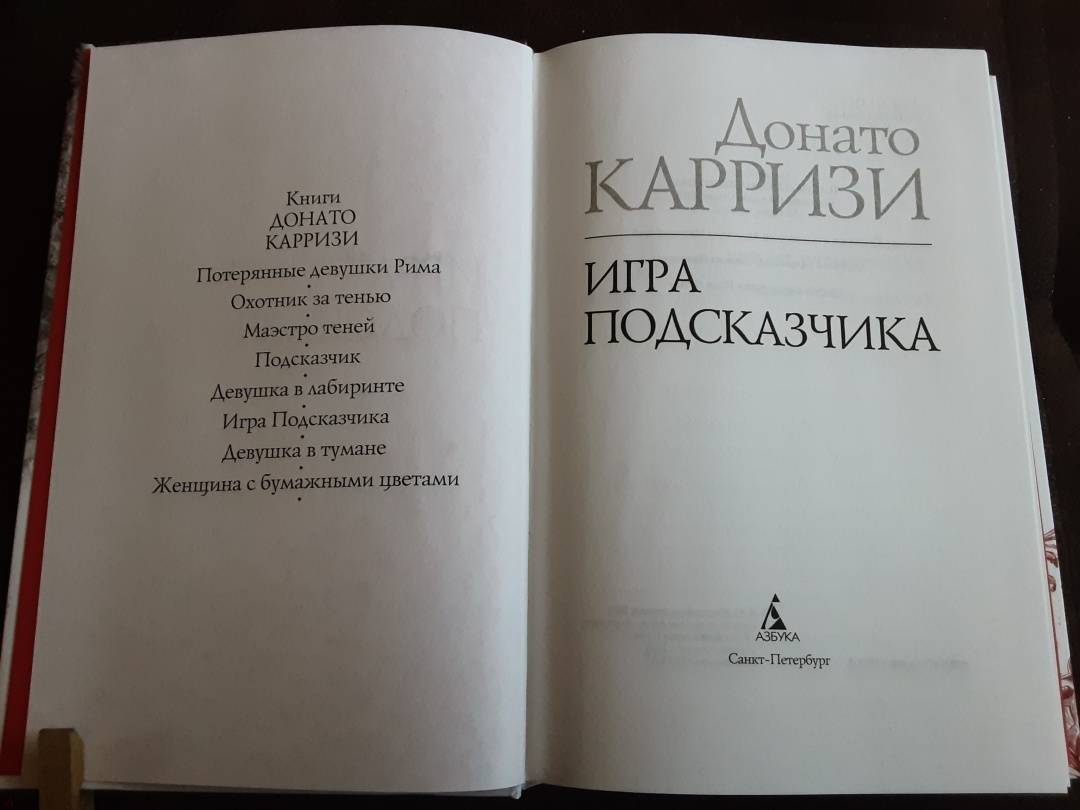 Книги
ДОНАТО
КАРРИЗИ
Потерянные девушки Рима
Охотник за тенью
Маэстро теней
Подсказчик
Девушка в лабиринте
Игра Подсказчика
Девушка в тумане
Женщина с бумажными цветами
Донато
КАРРИЗИ
ИГРА
ПОДСКАЗЧИКА
АЗБУКА
Санкт-Петербург